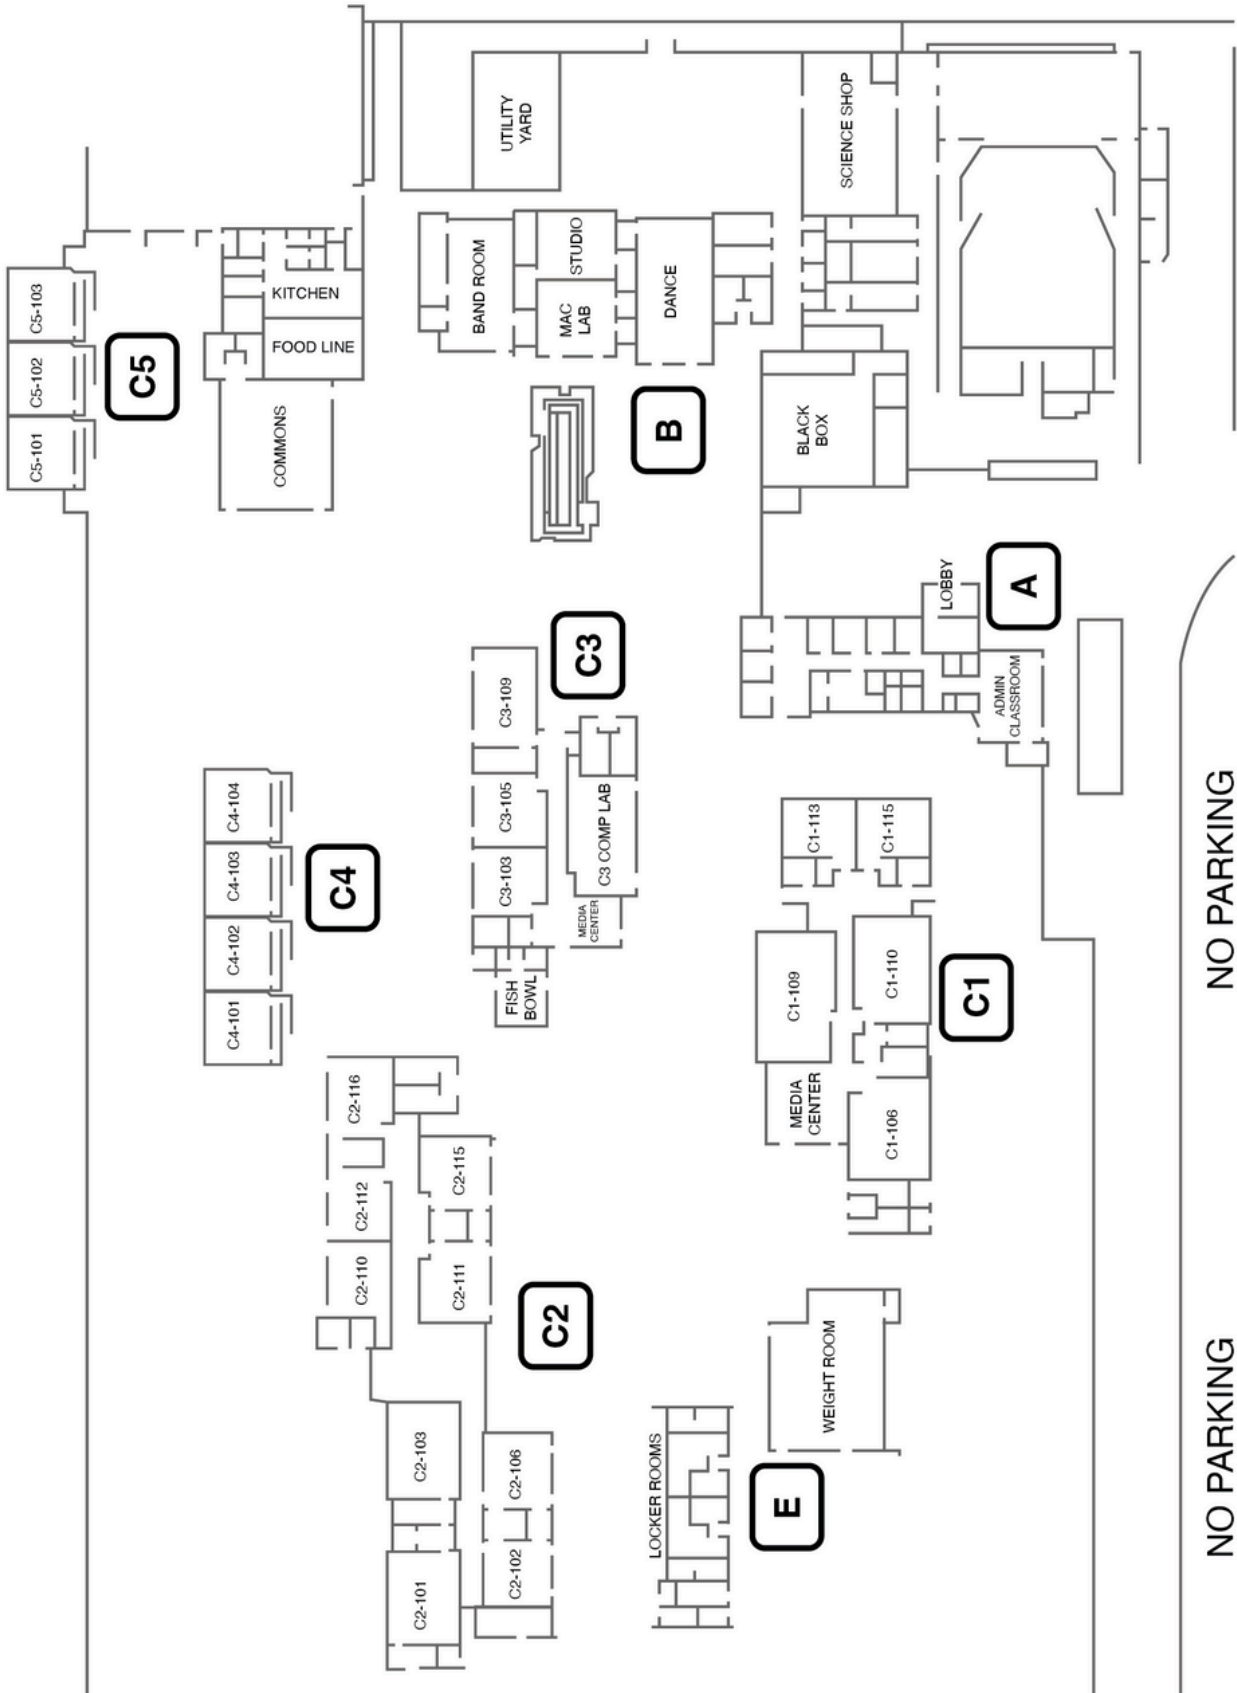 C5-101
C5-102
C5-103
C5
COMMONS
FOOD LINE
KITCHEN
C4-101
C4-102
C4-103
C4-104
C4
C2-110
C2-112
C2-116
C2-111
C2-115
C2-101
C2-103
C2-102
C2-106
C2
FISH
BOWL
C3-103
C3-105
C3-109
MEDIA
CENTER
C3 COMP LAB
C3
BAND ROOM
UTILITY
YARD
MAC
LAB
STUDIO
DANCE
B
LOCKER ROOMS
E
WEIGHT ROOM
MEDIA
CENTER
C1-109
C1-113
C1-106
C1-110
C1-115
C1
BLACK
BOX
SCIENCE SHOP
LOBBY
ADMIN
CLASSROOM
A
NO PARKING
NO PARKING